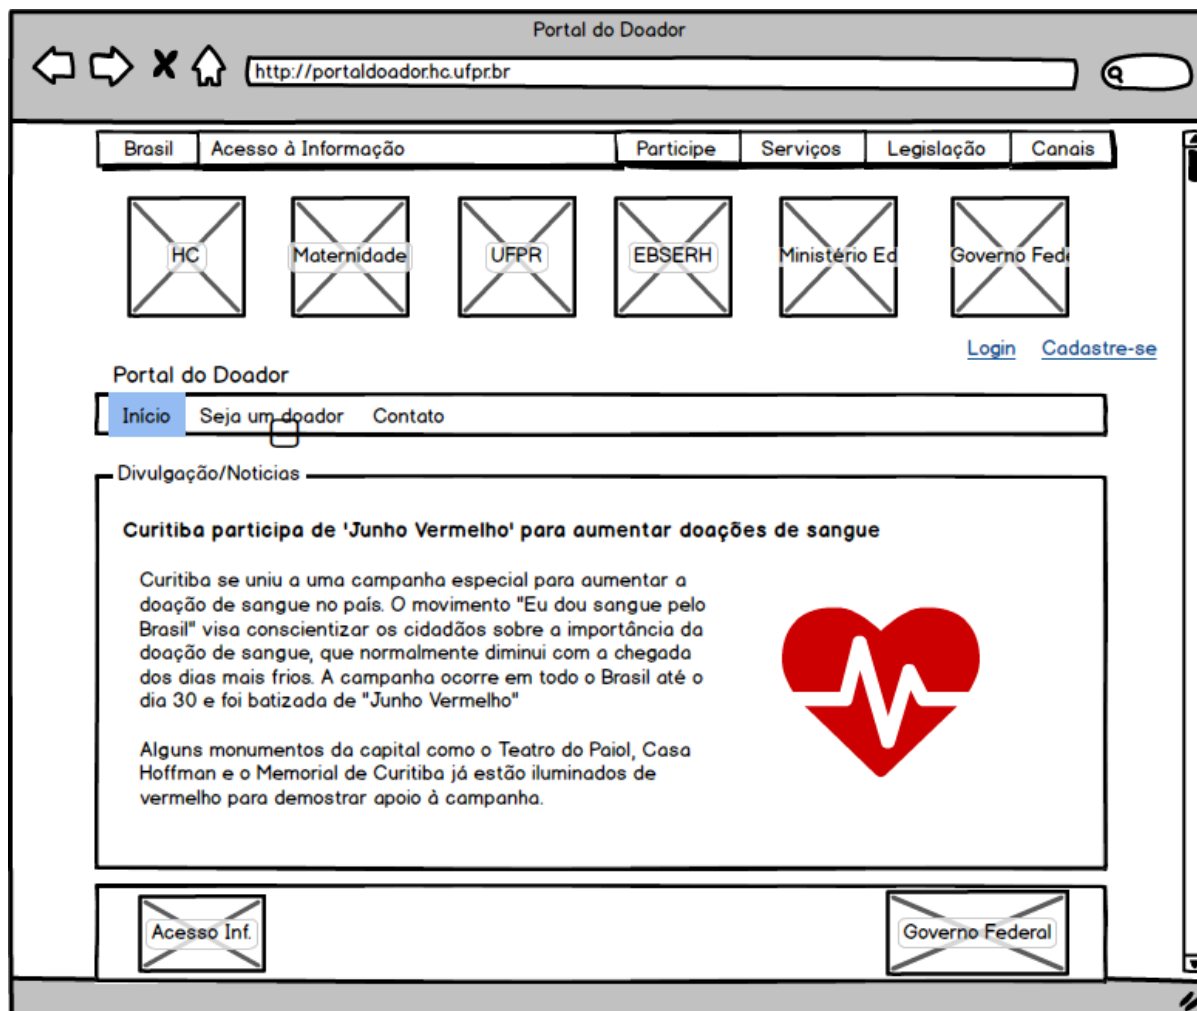 Portal do Doador
http://portaldoador.hc.ufpr.br
Brasil Acesso à Informação Participe Serviços Legislação Canais
HC Maternidade UFPR EBSERH Ministério Ed Governo Fede
Login Cadastre-se
Portal do Doador
Início Seja um doador Contato
Divulgação/Noticias
Curitiba participa de 'Junho Vermelho' para aumentar doações de sangue
Curitiba se uniu a uma campanha especial para aumentar a
doação de sangue no país. O movimento "Eu dou sangue pelo
Brasil" visa conscientizar os cidadãos sobre a importância da
doação de sangue, que normalmente diminui com a chegada
dos dias mais frios. A campanha ocorre em todo o Brasil até o
dia 30 e foi batizada de "Junho Vermelho"
Alguns monumentos da capital como o Teatro do Paiol, Casa
Hoffman e o Memorial de Curitiba já estão iluminados de
vermelho para demostrar apoio à campanha.
Acesso Inf. Governo Federal